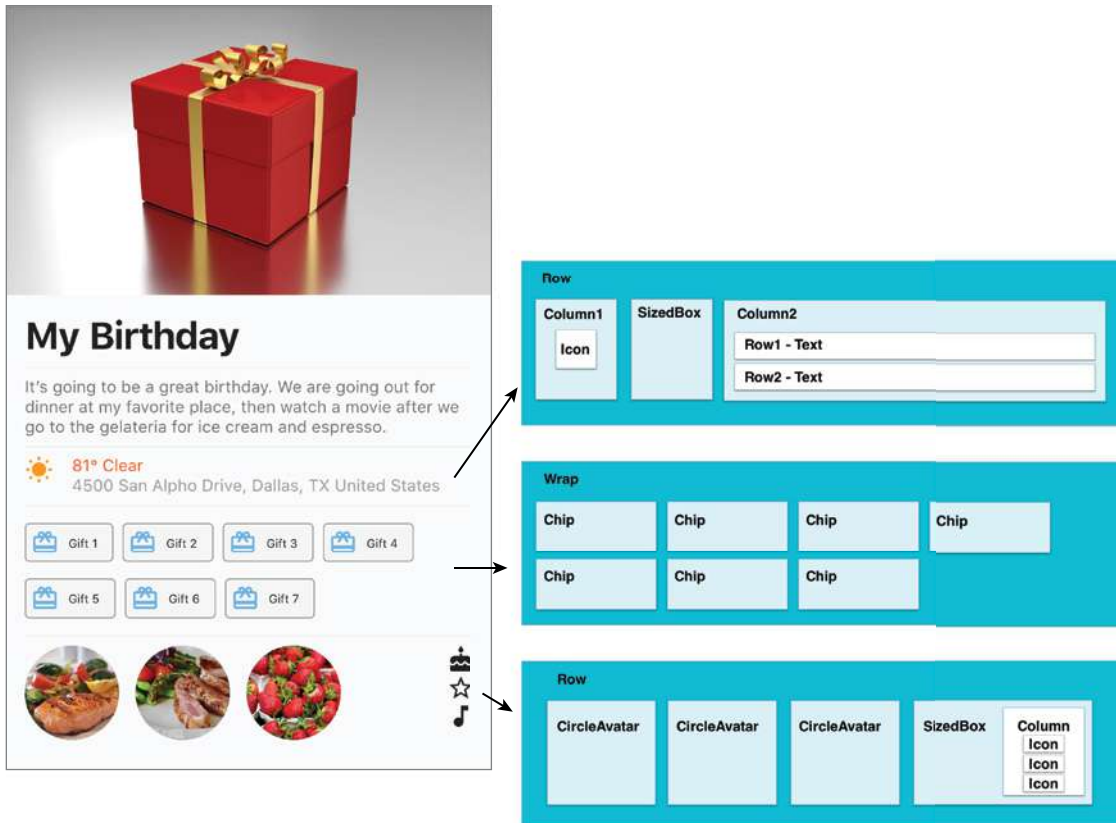 My Birthday
It's going to be a great birthday. We are going out for
dinner at my favorite place, then watch a movie after we
go to the gelateria for ice cream and espresso.
81° Clear
4500 San Alpho Drive, Dallas, TX United States
Gift 1 Gift 2 Gift 3 Gift 4
Gift 5 Gift 6 Gift 7
Row
Column1 SizedBox Column2
Icon
Row1 - Text
Row2 - Text
Wrap
Chip Chip Chip Chip
Chip Chip Chip
Row
CircleAvatar CircleAvatar CircleAvatar SizedBox Column
Icon
Icon
Icon